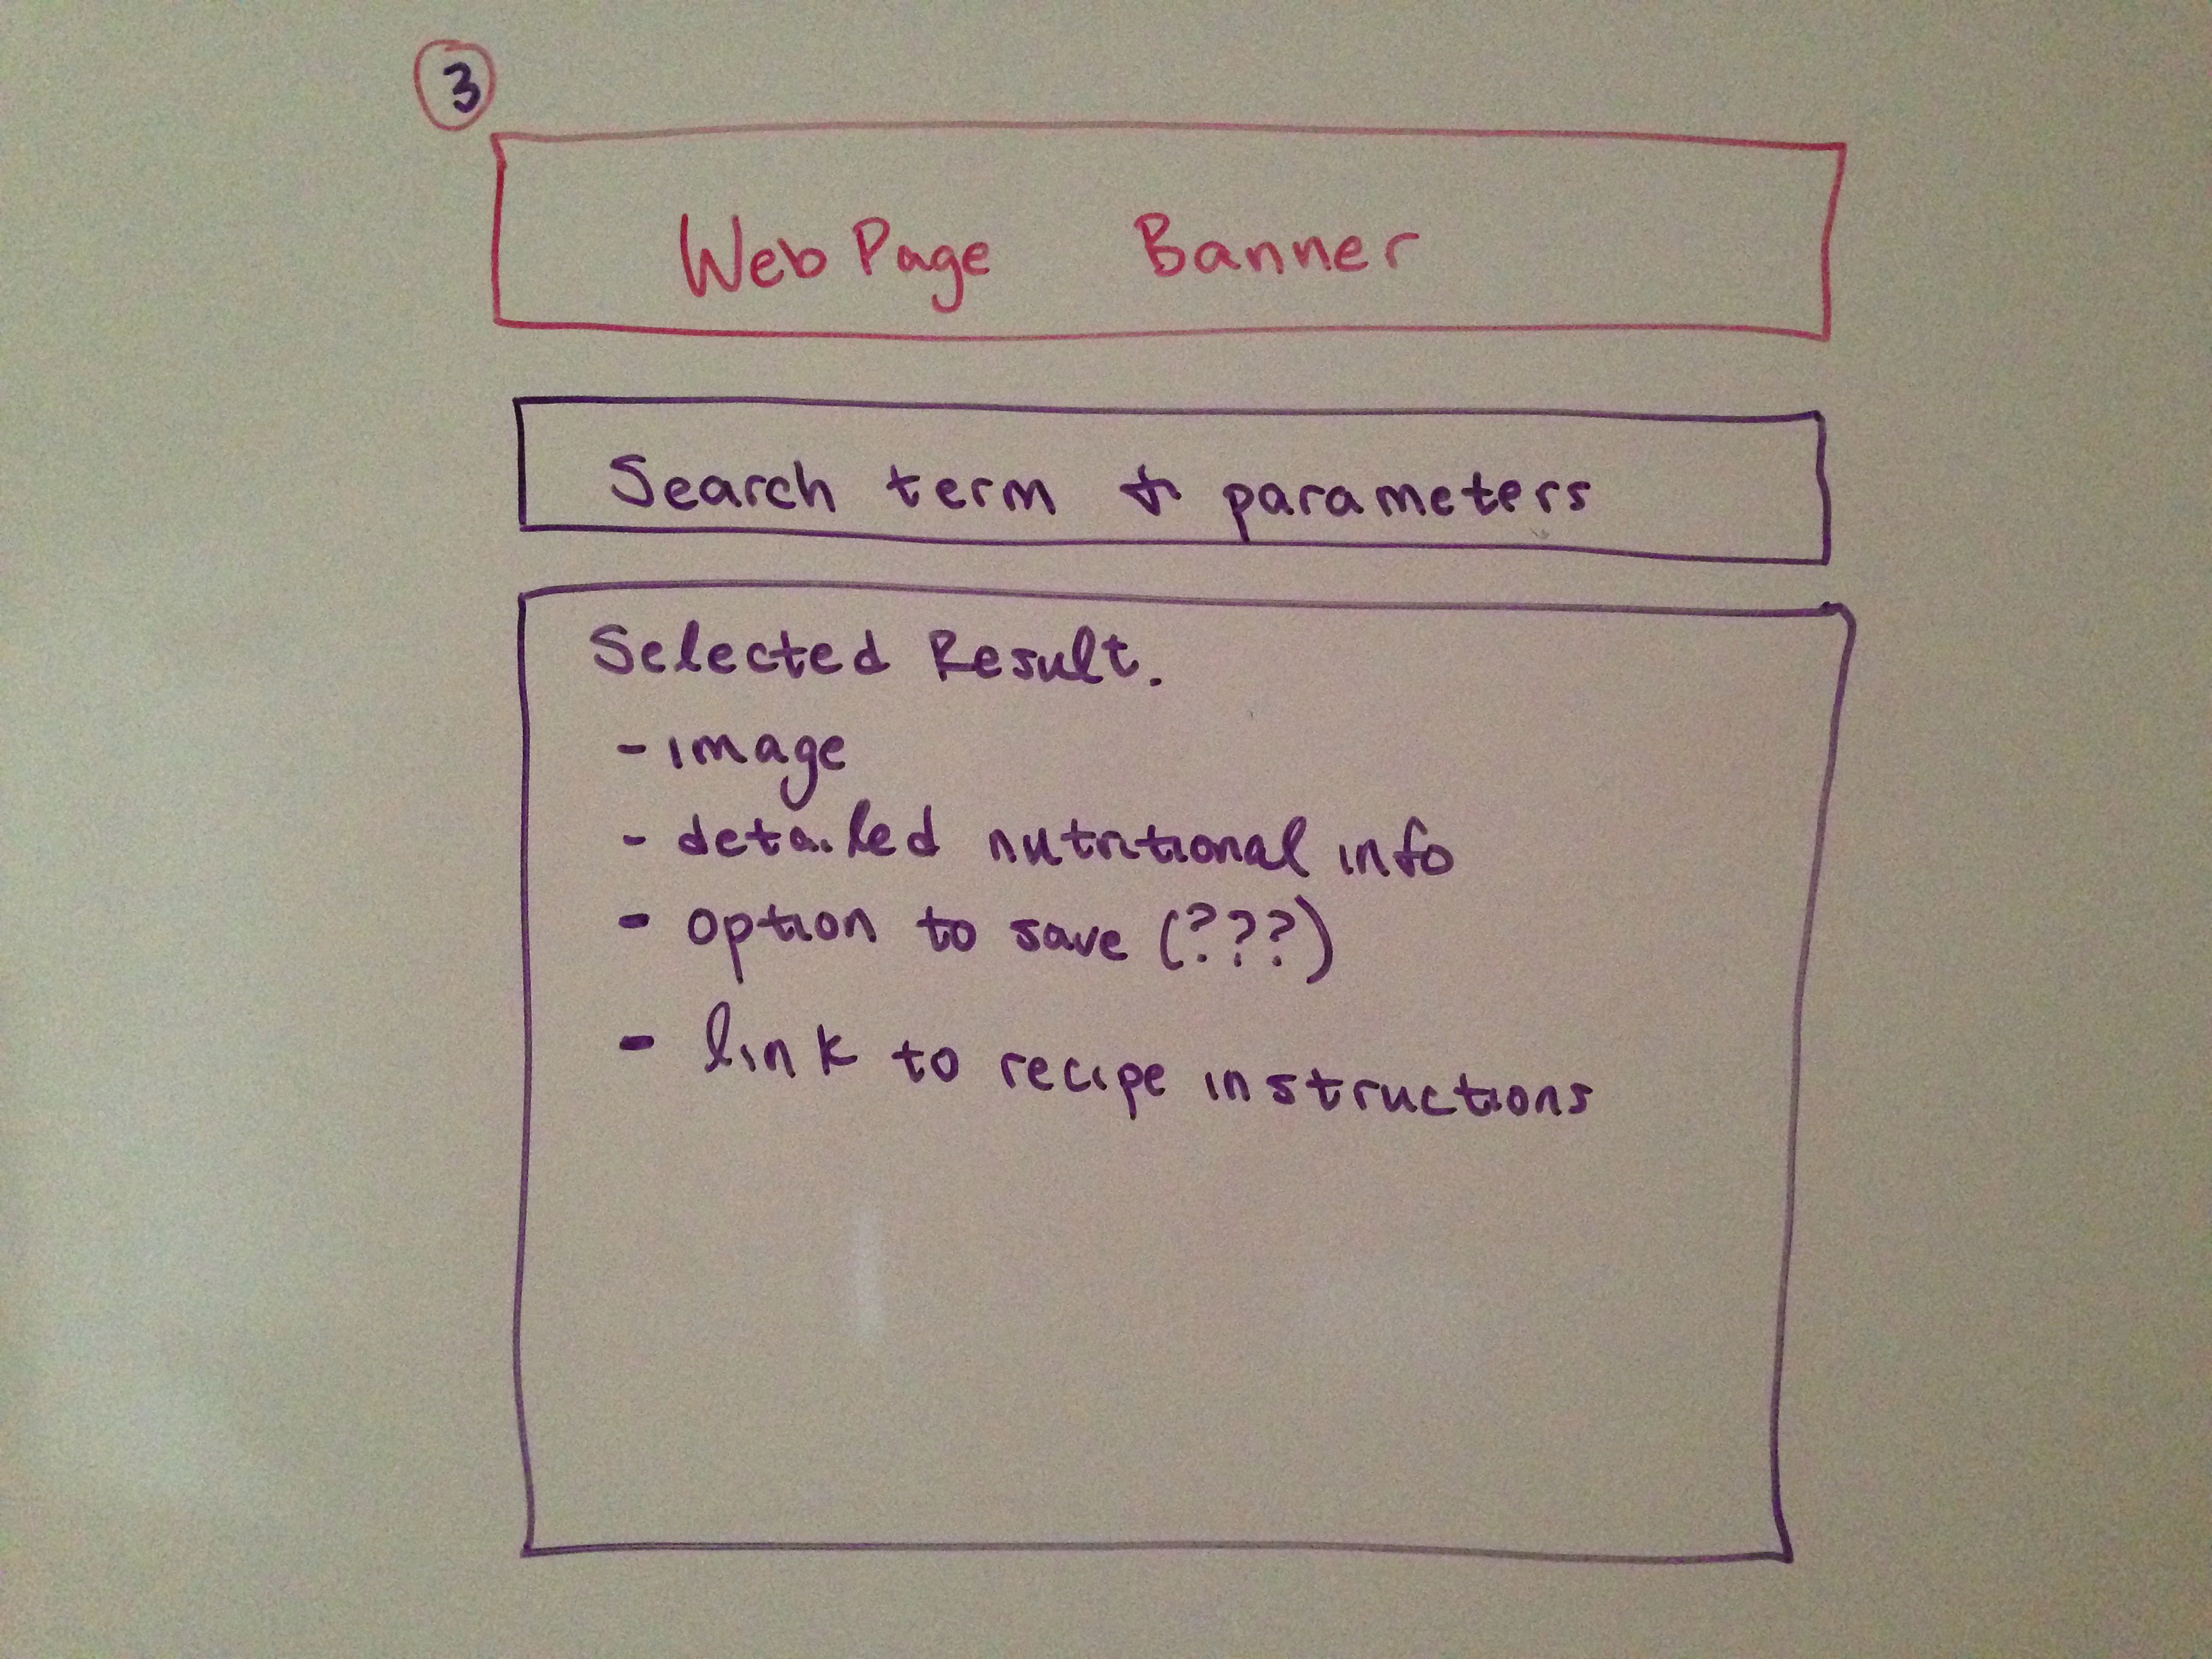 3
Web Page Banner
Search term & parameters
Selected Result.
- image
- detailed nutritional info
- option to save (???)
- link to recipe instructions